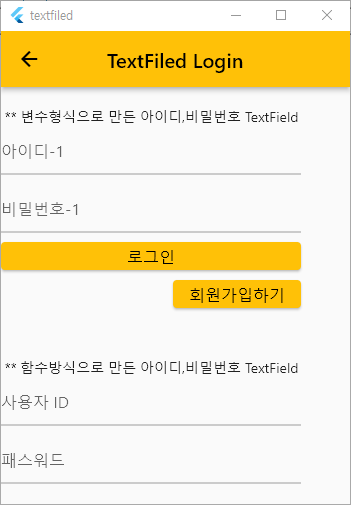 textfiled
TextFiled Login
** 변수형식으로 만든 아이디,비밀번호 TextField
아이디-1
비밀번호-1
로그인
회원가입하기
** 함수방식으로 만든 아이디,비밀번호 TextField
사용자 ID
패스워드